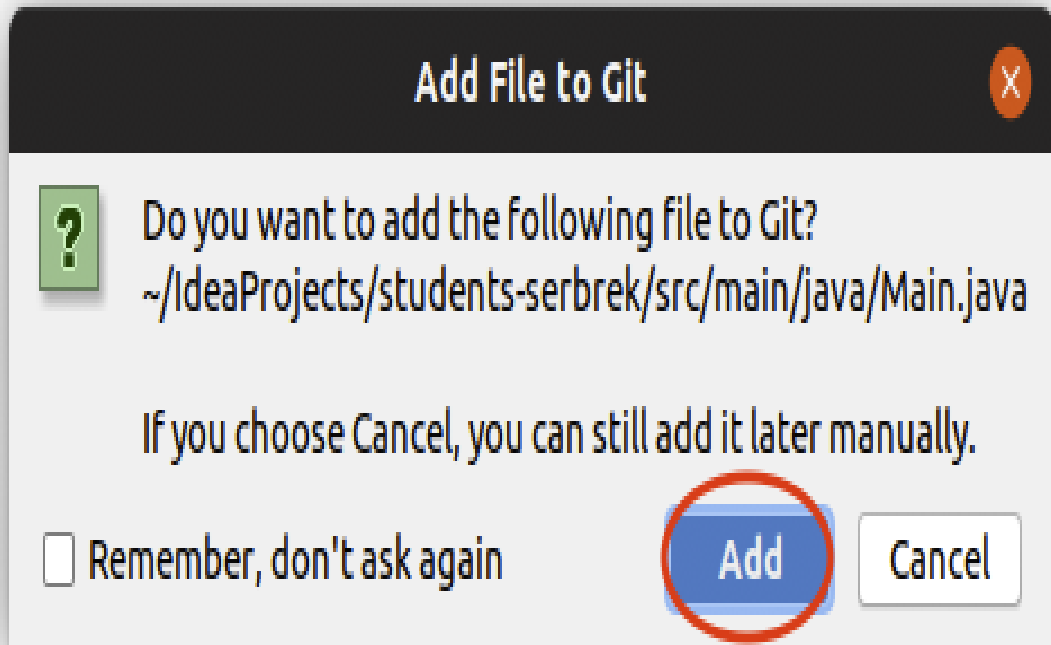 Add File to Git
X
?
Do you want to add the following file to Git?
~/IdeaProjects/students-serbrek/src/main/java/Main.java
If you choose Cancel, you can still add it later manually.
Remember, don't ask again
Add
Cancel